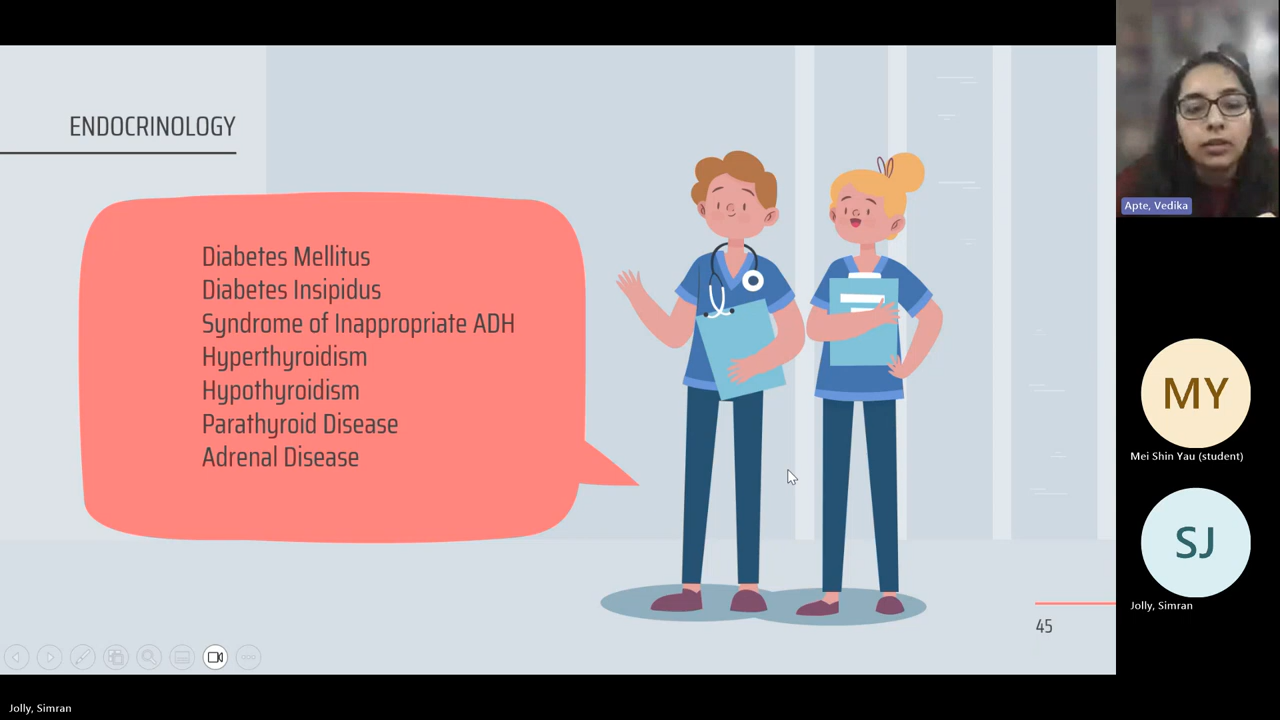 ENDOCRINOLOGY
Diabetes Mellitus
Diabetes Insipidus
Syndrome of Inappropriate ADH
Hyperthyroidism
Hypothyroidism
Parathyroid Disease
Adrenal Disease
45
Apte, Vedika
MY
Mei Shin Yau (student)
SJ
Jolly, Simran
Jolly, Simran